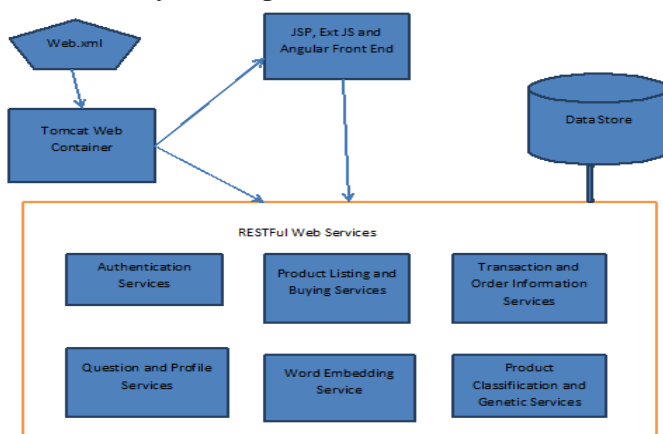 JSP, Ext JS and
Angular Front End
Web.xml
Tomcat Web
Container
Data Store
RESTFul Web Services
Authentication
Services
Product Listing and
Buying Services
Transaction and
Order Information
Services
Question and Profile
Services
Word Embedding
Service
Product
Classifiication and
Genetic Services